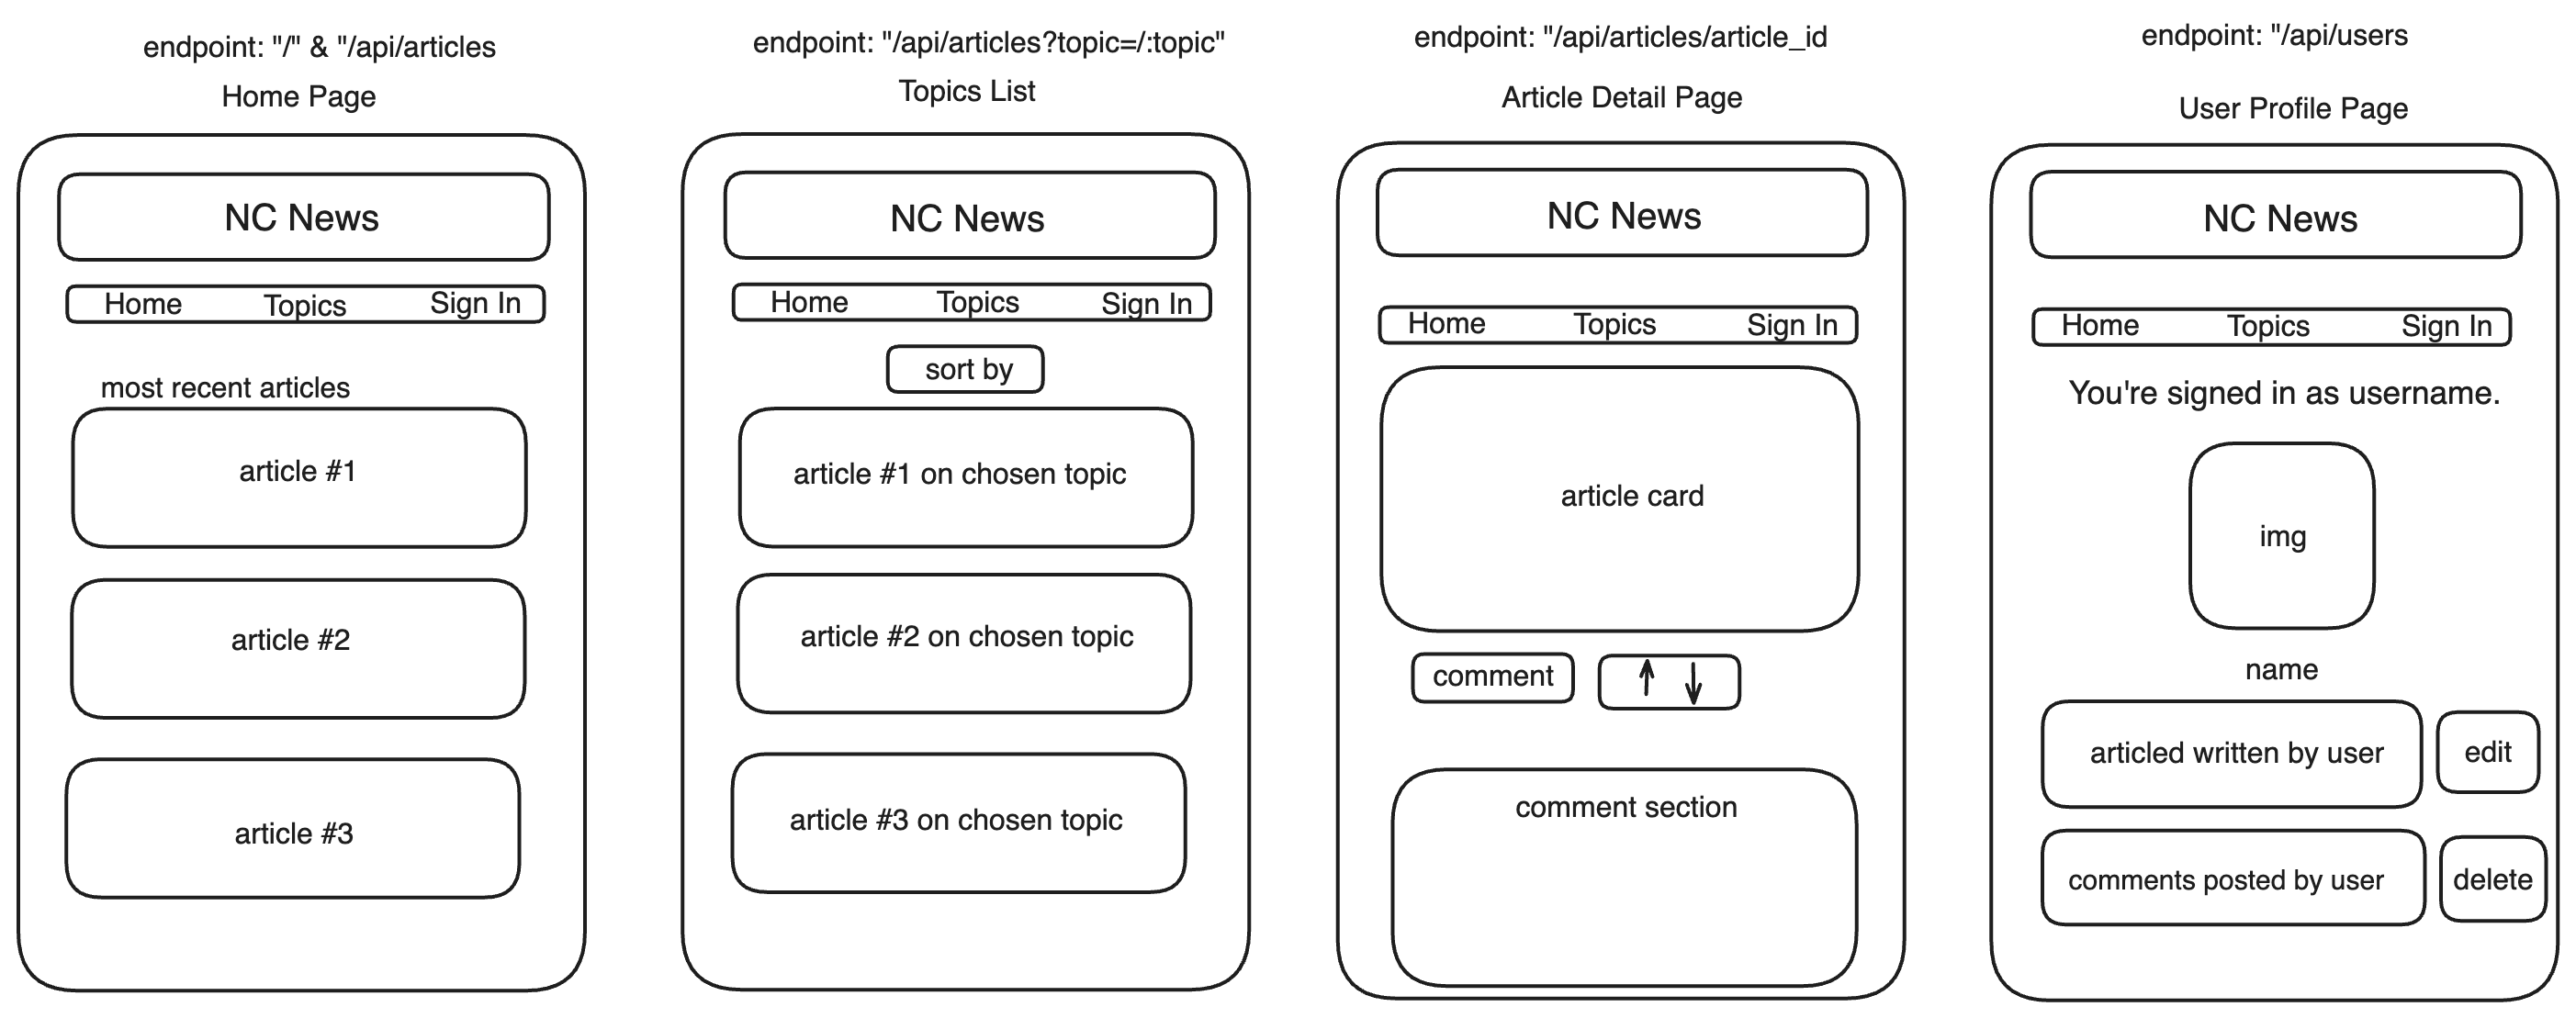 endpoint: "/" & "/api/articles
Home Page
NC News
Home Topics Sign In
most recent articles
article #1
article #2
article #3
endpoint: "/api/articles?topic=/:topic"
Topics List
NC News
Home Topics Sign In
sort by
article #1 on chosen topic
article #2 on chosen topic
article #3 on chosen topic
endpoint: "/api/articles/article_id
Article Detail Page
NC News
Home Topics Sign In
article card
comment
comment section
endpoint: "/api/users
User Profile Page
NC News
Home Topics Sign In
You're signed in as username.
img
name
articled written by user edit
comments posted by user delete